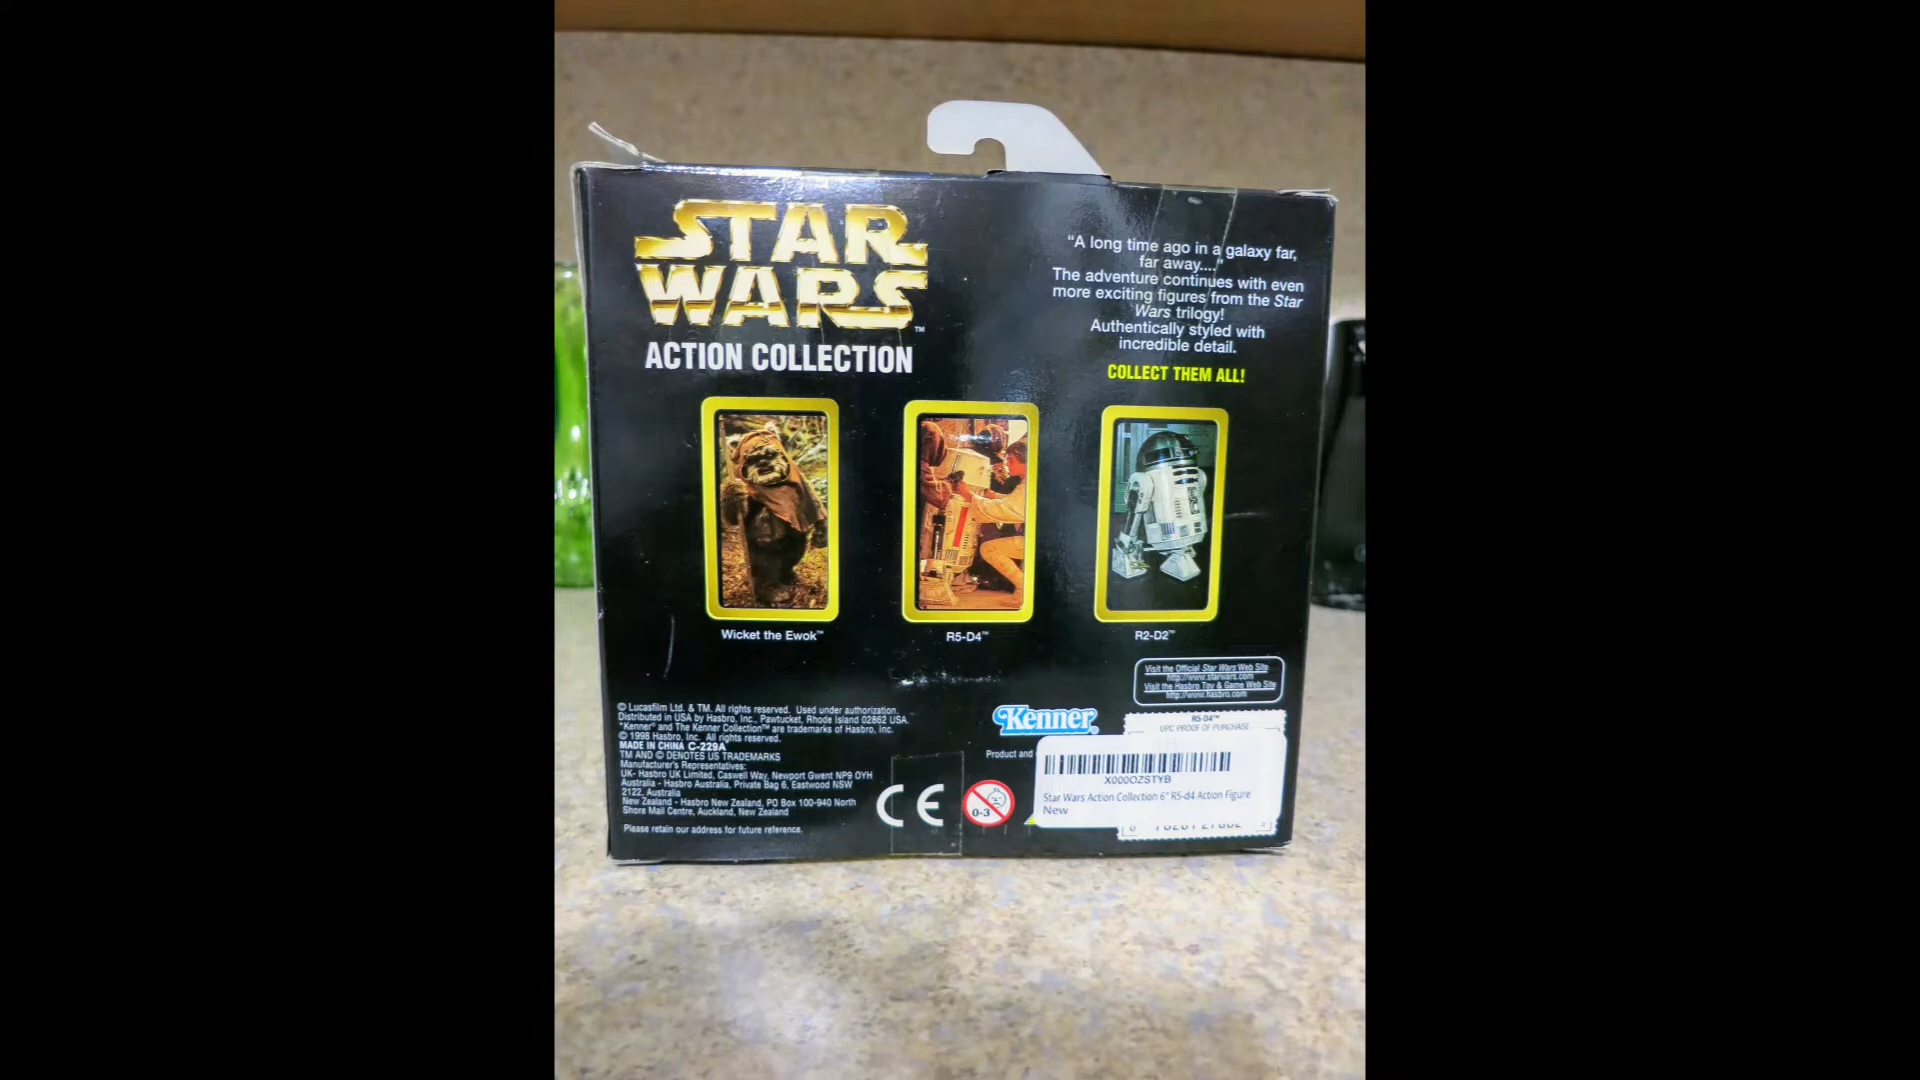 STAR
WARS™
ACTION COLLECTION
"A long time ago in a galaxy far,
far away...."
The adventure continues with even
more exciting figures from the Star
Wars trilogy!
Authentically styled with
incredible detail.
COLLECT THEM ALL!
Wicket the Ewok™
R5-D4™
R2-D2™
Visit the Official Star Wars Web Site
http://www.starwars.com
Visit the Hasbro Toy & Game Web Site
http://www.hasbro.com
© Lucasfilm Ltd. & TM. All rights reserved. Used under authorization.
Distributed in USA by Hasbro, Inc., Pawtucket, Rhode Island 02862 USA.
"Kenner® and The Kenner Collection™ are trademarks of Hasbro, Inc.
© 1998 Hasbro, Inc. All rights reserved.
MADE IN CHINA C-229A
TM AND © DENOTES US TRADEMARKS
Manufacturer's Representatives:
UK- Hasbro UK Limited, Caswell Way, Newport Gwent NP9 OYH
Australia - Hasbro Australia, Private Bag 6, Eastwood NSW
2122, Australia
New Zealand - Hasbro New Zealand, PO Box 100-940 North
Shore Mail Centre, Auckland, New Zealand
Please retain our address for future reference.
CE
0-3
Kenner®
Product and
R5-D4™
UPC PROOF OF PURCHASE
X000OZSTYB
Star Wars Action Collection 6" R5-d4 Action Figure
New